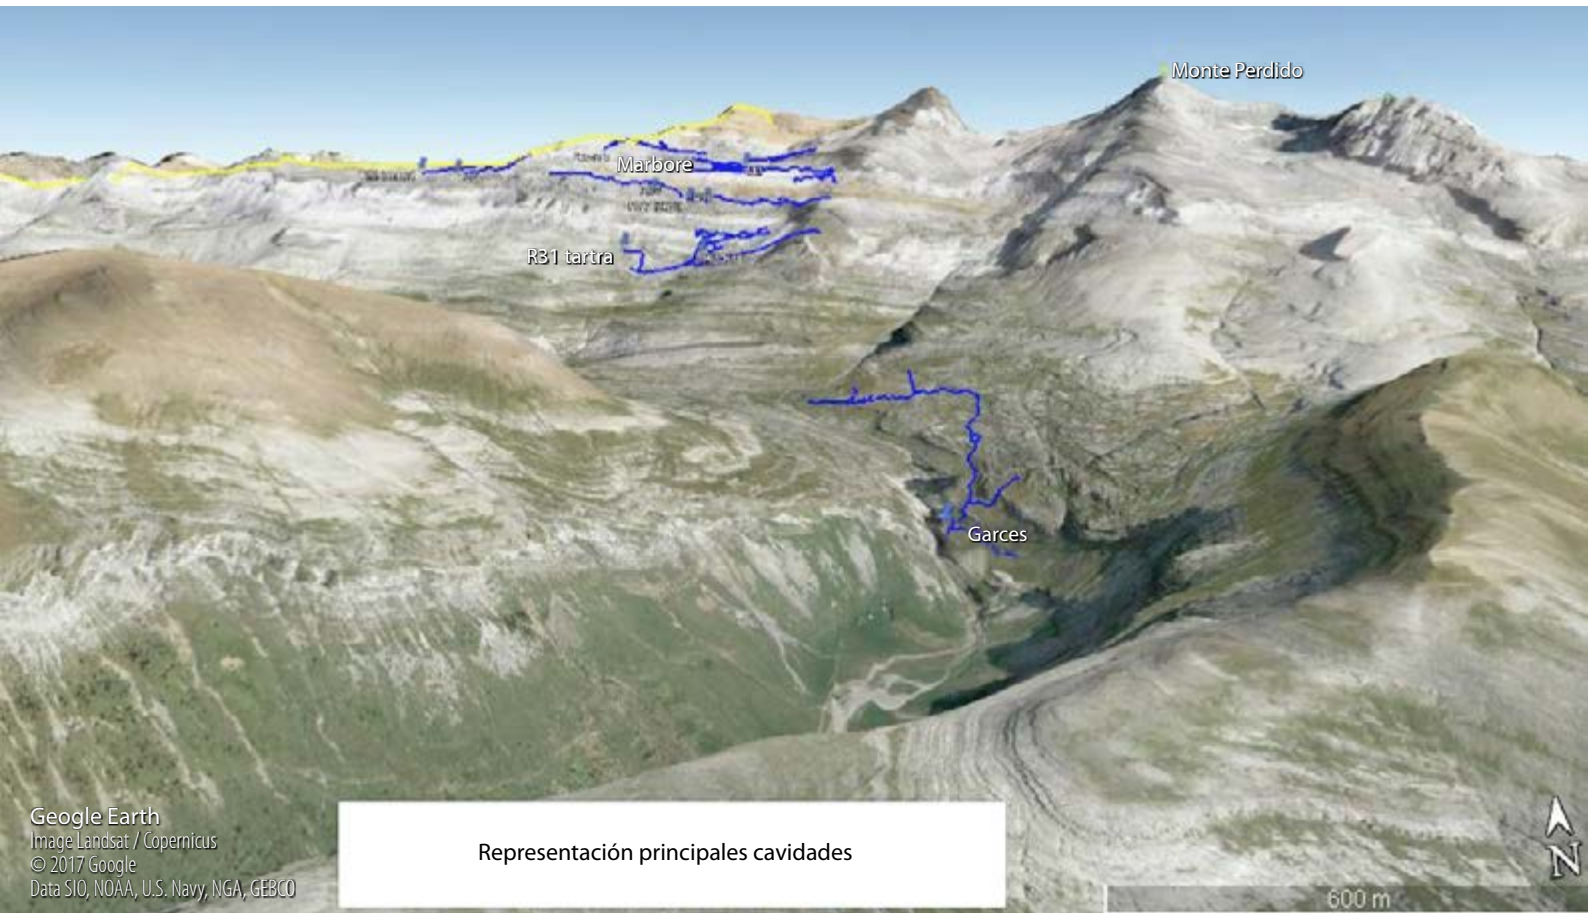 Monte Perdido
Marbore
R31 tartra
Garces
Geogle Earth
Image Landsat / Copernicus
© 2017 Google
Data SIO, NOAA, U.S. Navy, NGA, GEBCO
Representación principales cavidades
N
600 m